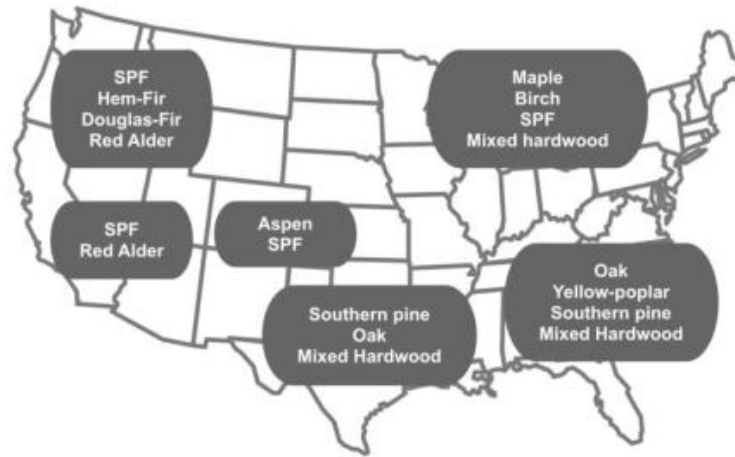 SPF
Hem-Fir
Douglas-Fir
Red Alder
Maple
Birch
SPF
Mixed hardwood
SPF
Red Alder
Aspen
SPF
Oak
Yellow-poplar
Southern pine
Mixed Hardwood
Southern pine
Oak
Mixed Hardwood